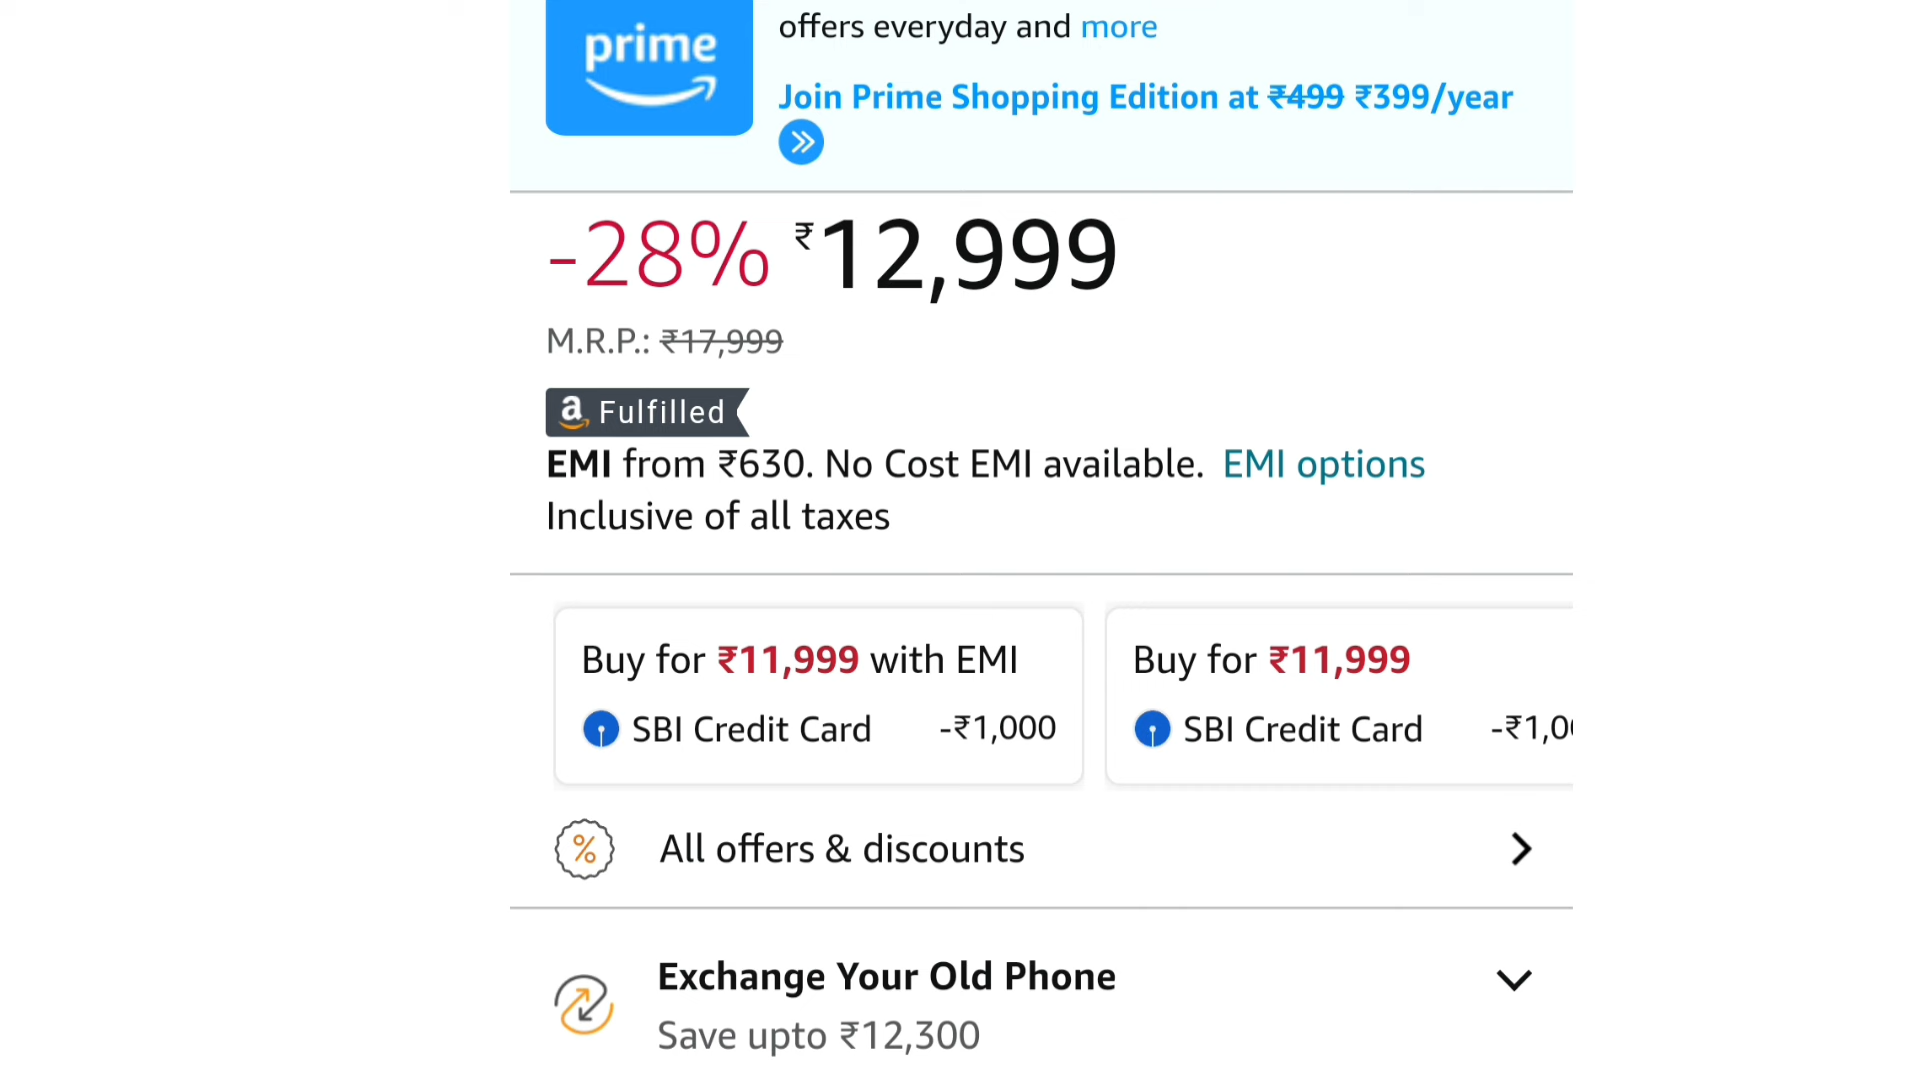 prime
offers everyday and more
Join Prime Shopping Edition at ₹499 ₹399/year
-28% ₹12,999
M.R.P.: ₹17,999
a Fulfilled
EMI from ₹630. No Cost EMI available. EMI options
Inclusive of all taxes
Buy for ₹11,999 with EMI
SBI Credit Card -₹1,000
Buy for ₹11,999
SBI Credit Card -₹1,0
% All offers & discounts
Exchange Your Old Phone
Save upto ₹12,300